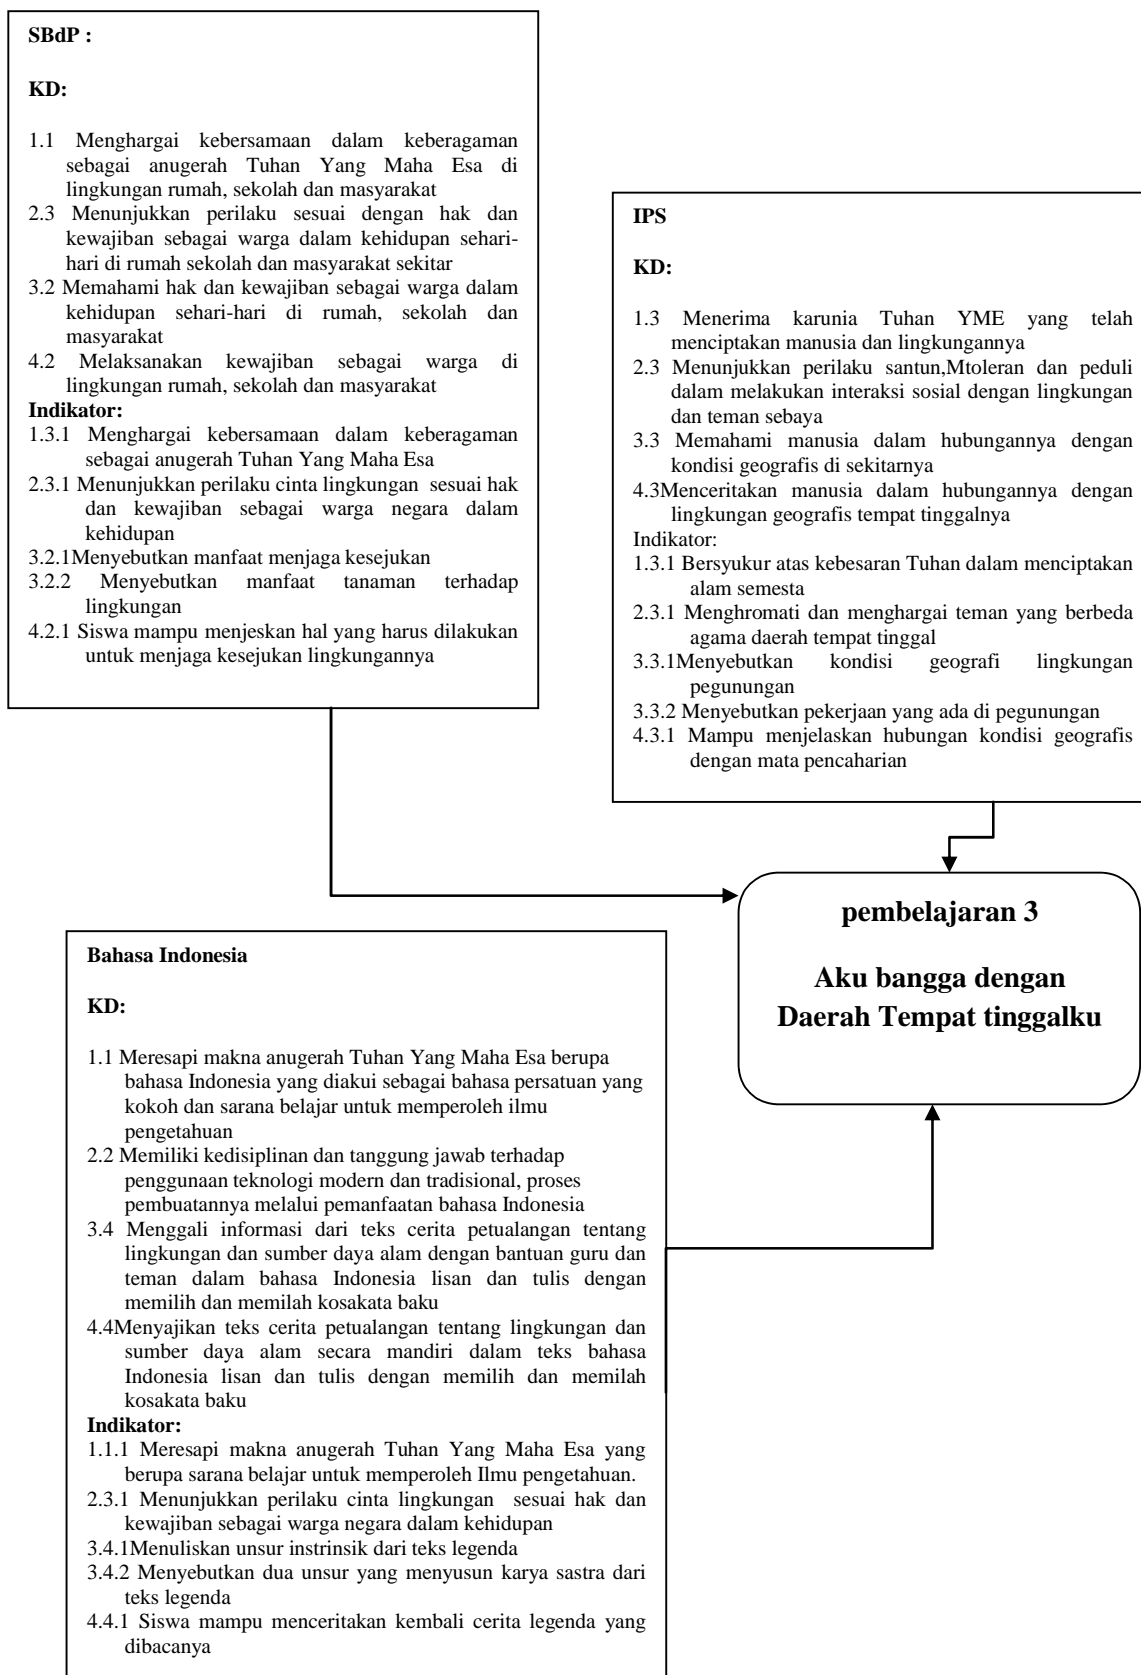 SBdP :
KD:
1.1 Menghargai kebersamaan dalam keberagaman
sebagai anugerah Tuhan Yang Maha Esa di
lingkungan rumah, sekolah dan masyarakat
2.3 Menunjukkan perilaku sesuai dengan hak dan
kewajiban sebagai warga dalam kehidupan sehari-
hari di rumah sekolah dan masyarakat sekitar
3.2 Memahami hak dan kewajiban sebagai warga dalam
kehidupan sehari-hari di rumah, sekolah dan
masyarakat
4.2 Melaksanakan kewajiban sebagai warga di
lingkungan rumah, sekolah dan masyarakat
Indikator:
1.3.1 Menghargai kebersamaan dalam keberagaman
sebagai anugerah Tuhan Yang Maha Esa
2.3.1 Menunjukkan perilaku cinta lingkungan sesuai hak
dan kewajiban sebagai warga negara dalam
kehidupan
3.2.1Menyebutkan manfaat menjaga kesejukan
3.2.2 Menyebutkan manfaat tanaman terhadap
lingkungan
4.2.1 Siswa mampu menjeskan hal yang harus dilakukan
untuk menjaga kesejukan lingkungannya
IPS
KD:
1.3 Menerima karunia Tuhan YME yang telah
menciptakan manusia dan lingkungannya
2.3 Menunjukkan perilaku santun,Mtoleran dan peduli
dalam melakukan interaksi sosial dengan lingkungan
dan teman sebaya
3.3 Memahami manusia dalam hubungannya dengan
kondisi geografis di sekitarnya
4.3Menceritakan manusia dalam hubungannya dengan
lingkungan geografis tempat tinggalnya
Indikator:
1.3.1 Bersyukur atas kebesaran Tuhan dalam menciptakan
alam semesta
2.3.1 Menghromati dan menghargai teman yang berbeda
agama daerah tempat tinggal
3.3.1Menyebutkan kondisi geografi lingkungan
pegunungan
3.3.2 Menyebutkan pekerjaan yang ada di pegunungan
4.3.1 Mampu menjelaskan hubungan kondisi geografis
dengan mata pencaharian
pembelajaran 3
Aku bangga dengan
Daerah Tempat tinggalku
Bahasa Indonesia
KD:
1.1 Meresapi makna anugerah Tuhan Yang Maha Esa berupa
bahasa Indonesia yang diakui sebagai bahasa persatuan yang
kokoh dan sarana belajar untuk memperoleh ilmu
pengetahuan
2.2 Memiliki kedisiplinan dan tanggung jawab terhadap
penggunaan teknologi modern dan tradisional, proses
pembuatannya melalui pemanfaatan bahasa Indonesia
3.4 Menggali informasi dari teks cerita petualangan tentang
lingkungan dan sumber daya alam dengan bantuan guru dan
teman dalam bahasa Indonesia lisan dan tulis dengan
memilih dan memilah kosakata baku
4.4Menyajikan teks cerita petualangan tentang lingkungan dan
sumber daya alam secara mandiri dalam teks bahasa
Indonesia lisan dan tulis dengan memilih dan memilah
kosakata baku
Indikator:
1.1.1 Meresapi makna anugerah Tuhan Yang Maha Esa yang
berupa sarana belajar untuk memperoleh Ilmu pengetahuan.
2.3.1 Menunjukkan perilaku cinta lingkungan sesuai hak dan
kewajiban sebagai warga negara dalam kehidupan
3.4.1Menuliskan unsur instrinsik dari teks legenda
3.4.2 Menyebutkan dua unsur yang menyusun karya sastra dari
teks legenda
4.4.1 Siswa mampu menceritakan kembali cerita legenda yang
dibacanya